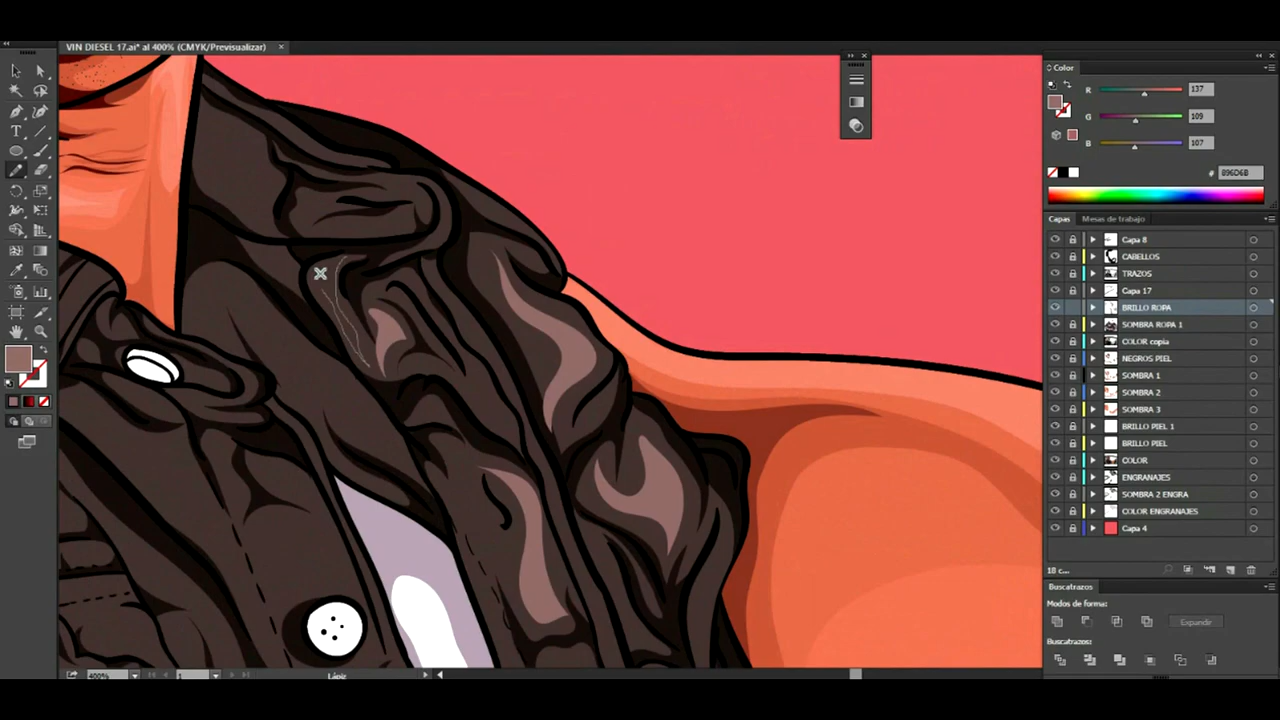 VIN DIESEL 17.ai* al 400% (CMYK/Previsualizar)
Color
R 137
G 109
B 107
# 896D6B
Capas Mesas de trabajo
Capa 8
CABELLOS
TRAZOS
Capa 17
BRILLO ROPA
SOMBRA ROPA 1
COLOR copia
NEGROS PIEL
SOMBRA 1
SOMBRA 2
SOMBRA 3
BRILLO PIEL 1
BRILLO PIEL
COLOR
ENGRANAJES
SOMBRA 2 ENGRA
COLOR ENGRANAJES
Capa 4
18 c...
Buscatrazos
Modos de forma:
Expandir
Buscatrazos:
400%
1
Lápiz